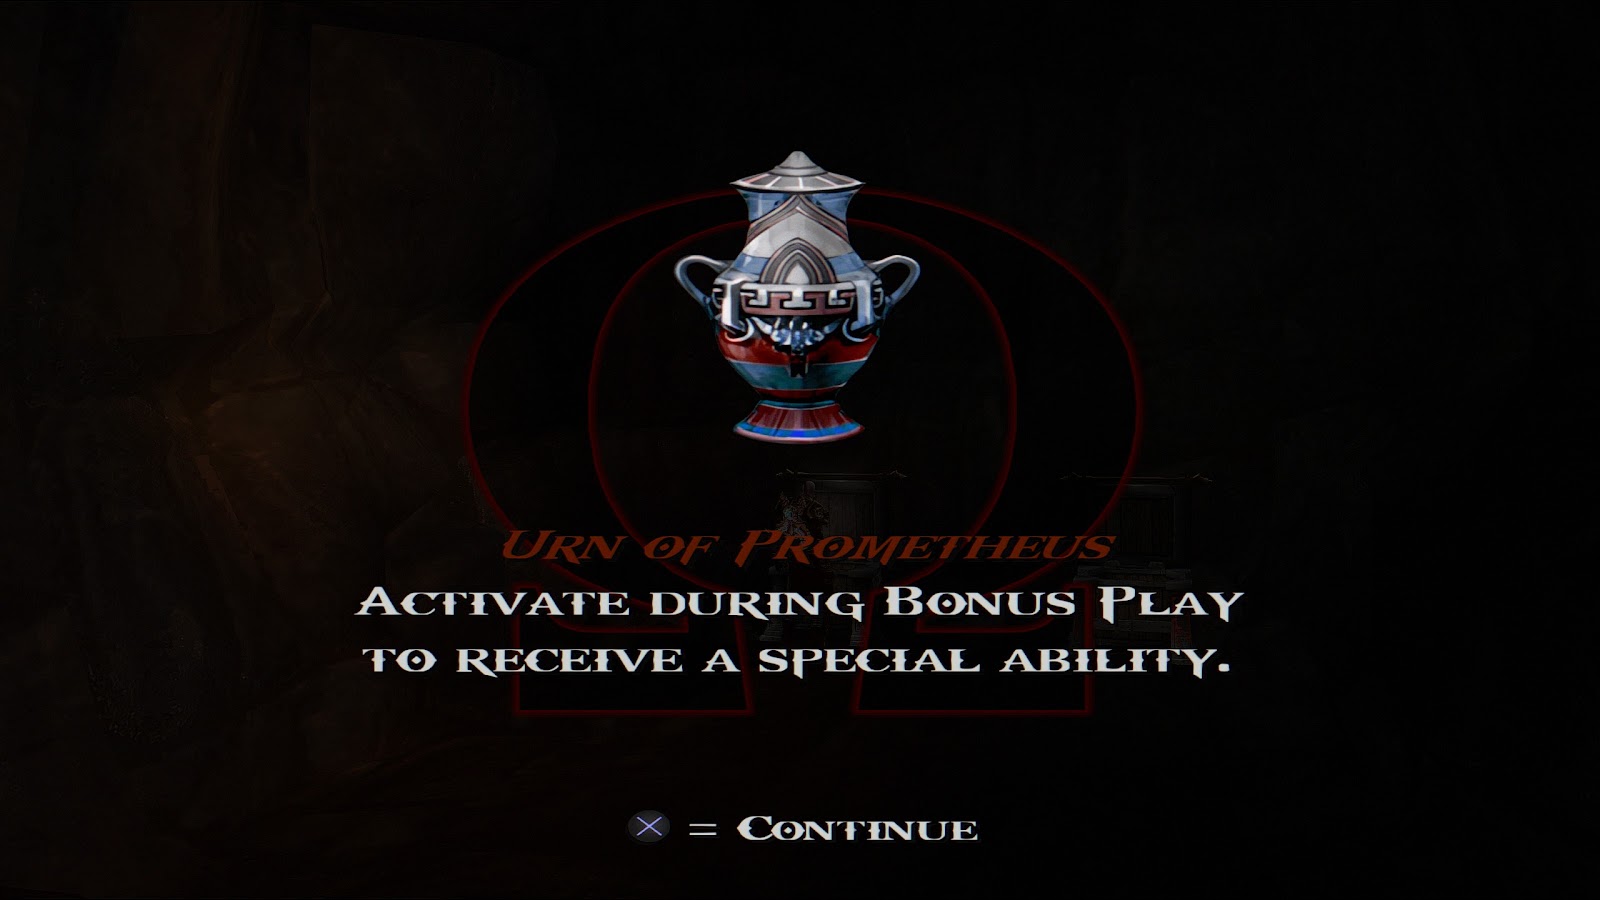 Urn of Prometheus
Activate during Bonus Play
to receive a special ability.
= Continue